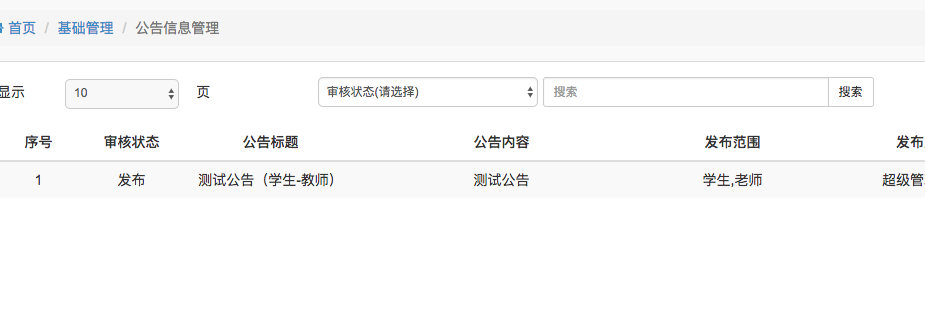 首页 / 基础管理 / 公告信息管理
显示 10 页 审核状态(请选择) 搜索 搜索
序号 审核状态 公告标题 公告内容 发布范围 发布
1 发布 测试公告（学生-教师） 测试公告 学生,老师 超级管